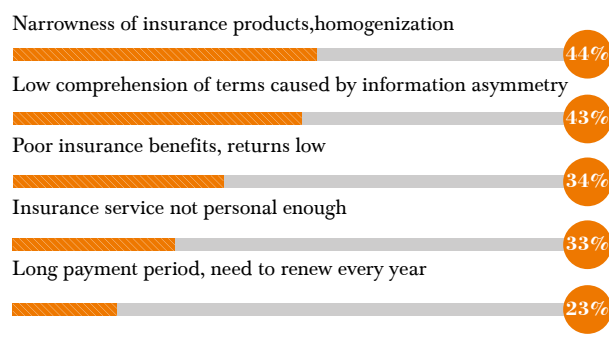 Narrowness of insurance products,homogenization
44%
Low comprehension of terms caused by information asymmetry
43%
Poor insurance benefits, returns low
34%
Insurance service not personal enough
33%
Long payment period, need to renew every year
23%